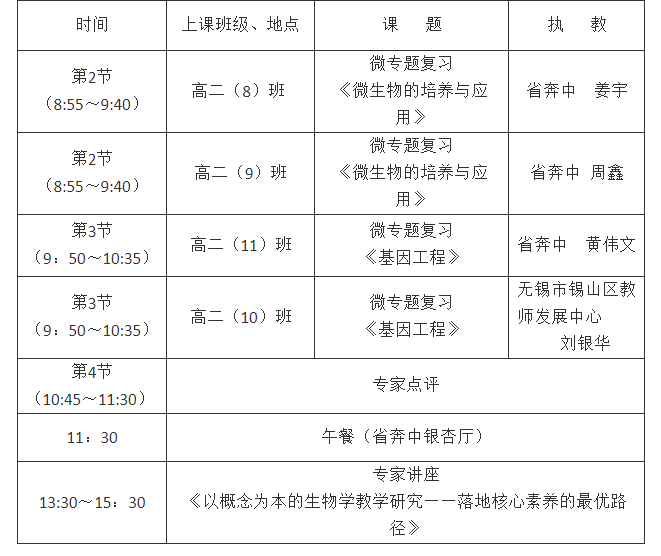 时间 上课班级、地点 课 题 执 教
第2节
（8:55～9:40）
高二（8）班
微专题复习
《微生物的培养与应
用》
省奔中 姜宇
第2节
（8:55～9:40）
高二（9）班
微专题复习
《微生物的培养与应
用》
省奔中 周鑫
第3节
（9：50～10:35）
高二（11）班
微专题复习
《基因工程》
省奔中 黄伟文
第3节
（9：50～10:35）
高二（10）班
微专题复习
《基因工程》
无锡市锡山区教
师发展中心
刘银华
第4节
（10:45～11:30）
专家点评
11：30
午餐（省奔中银杏厅）
13:30～15：30
专家讲座
《以概念为本的生物学教学研究——落地核心素养的最优路
径》